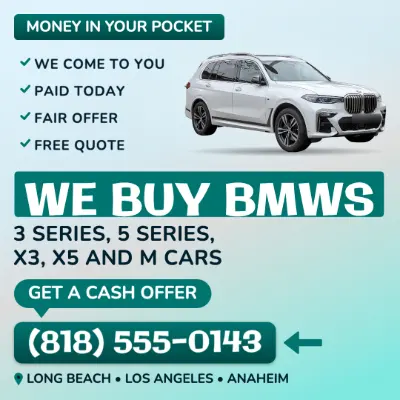 MONEY IN YOUR POCKET
WE COME TO YOU
PAID TODAY
FAIR OFFER
FREE QUOTE
WE BUY BMWS
3 SERIES, 5 SERIES,
X3, X5 AND M CARS
GET A CASH OFFER
(818) 555-0143
LONG BEACH • LOS ANGELES • ANAHEIM